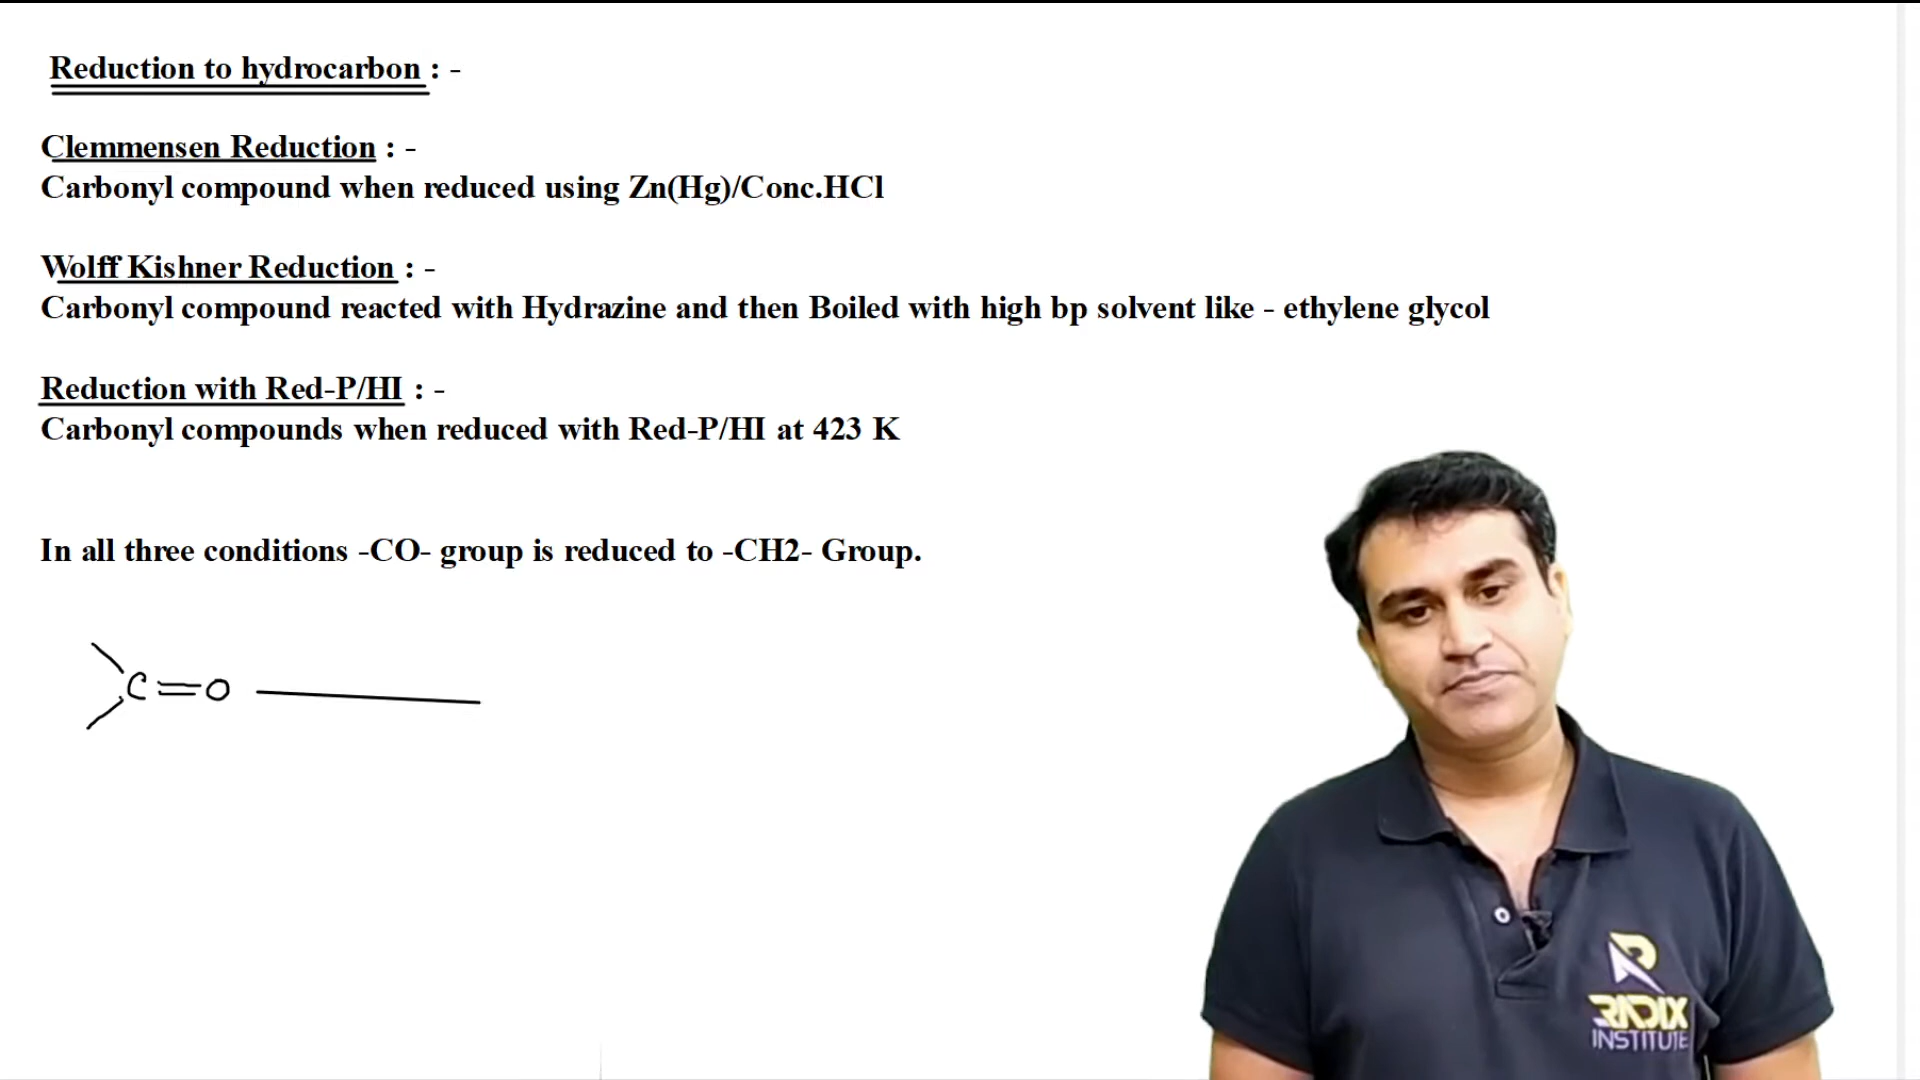 Reduction to hydrocarbon : -
Clemmensen Reduction : -
Carbonyl compound when reduced using Zn(Hg)/Conc.HCl
Wolff Kishner Reduction : -
Carbonyl compound reacted with Hydrazine and then Boiled with high bp solvent like - ethylene glycol
Reduction with Red-P/HI : -
Carbonyl compounds when reduced with Red-P/HI at 423 K
In all three conditions -CO- group is reduced to -CH2- Group.
C=O
RADIX
INSTITUTE